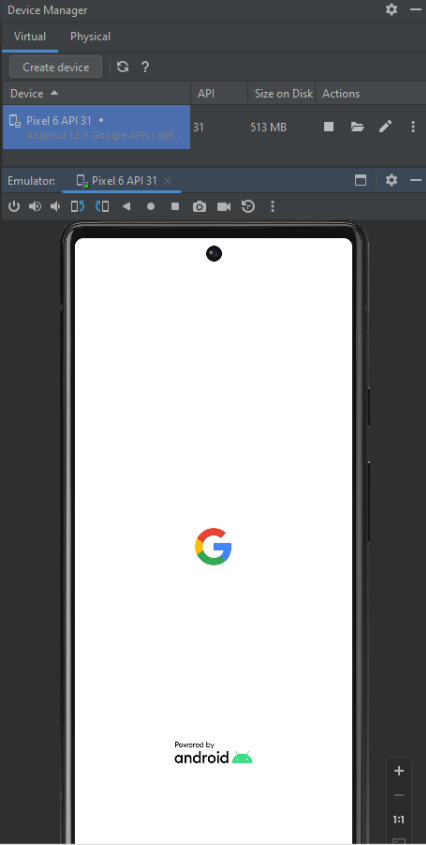 Device Manager
Virtual Physical
Create device ?
Device API Size on Disk Actions
Pixel 6 API 31
Android 12.0 Google APIs | x86...
31 513 MB
Emulator: Pixel 6 API 31
G
Powered by
android
1:1